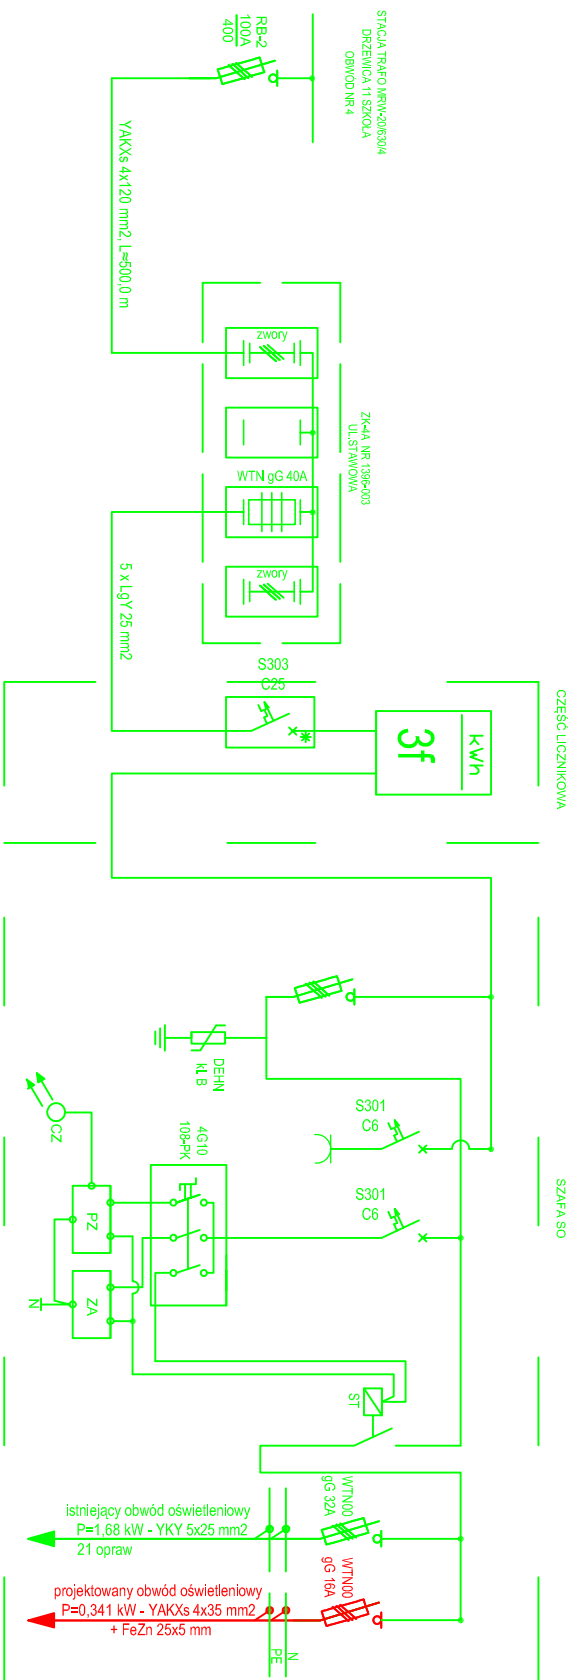 STACJA TRAFO MRW-20/630/4
DRZEWICA 11 SZKOŁA
OBWÓD NR 4
RB-2
100A
400
YAKXs 4x120 mm2, L=500,0 m
zwory
ZK-4A NR 1396-003
UL.STAWOWA
WTN gG 40A
zwory
5 x LgY 25 mm2
S303
C25
CZĘŚĆ LICZNIKOWA
kWh
3f
DEHN
kl. B
S301
C6
4G10
108-PK
S301
C6
SZAFA SO
CZ
PZ
ZA
N
ST
WTN00
gG 32A
istniejący obwód oświetleniowy
P=1,68 kW - YKY 5x25 mm2
21 opraw
WTN00
gG 16A
projektowany obwód oświetleniowy
P=0,341 kW - YAKXs 4x35 mm2
+ FeZn 25x5 mm
N
PE